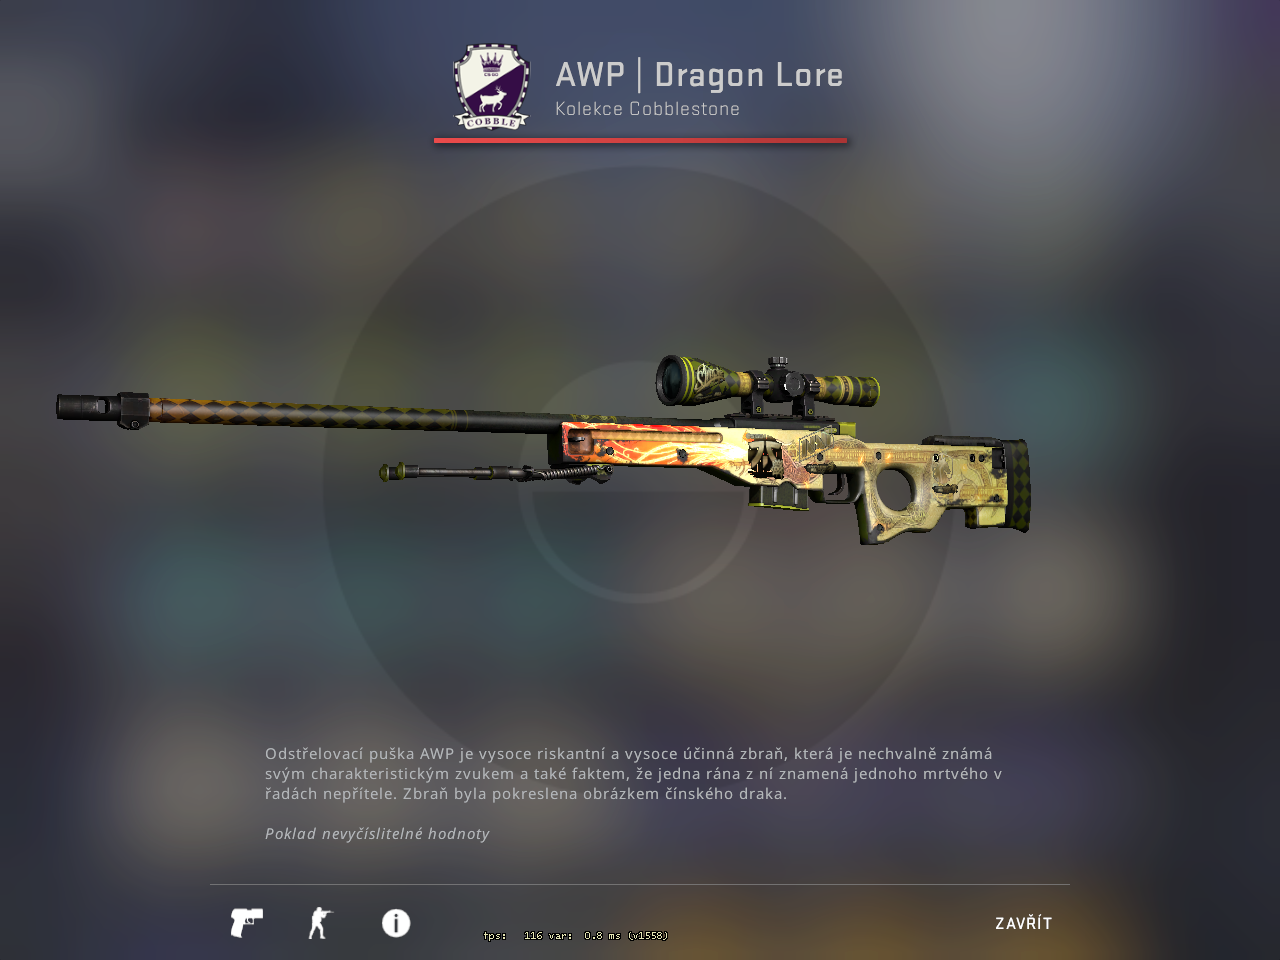 AWP | Dragon Lore
Kolekce Cobblestone
COBBLE
Odstřelovací puška AWP je vysoce riskantní a vysoce účinná zbraň, která je nechvalně známá
svým charakteristickým zvukem a také faktem, že jedna rána z ní znamená jednoho mrtvého v
řadách nepřítele. Zbraň byla pokreslena obrázkem čínského draka.
Poklad nevyčíslitelné hodnoty
ZAVŘÍT
fps: 116 var: 0.8 ms (v1558)